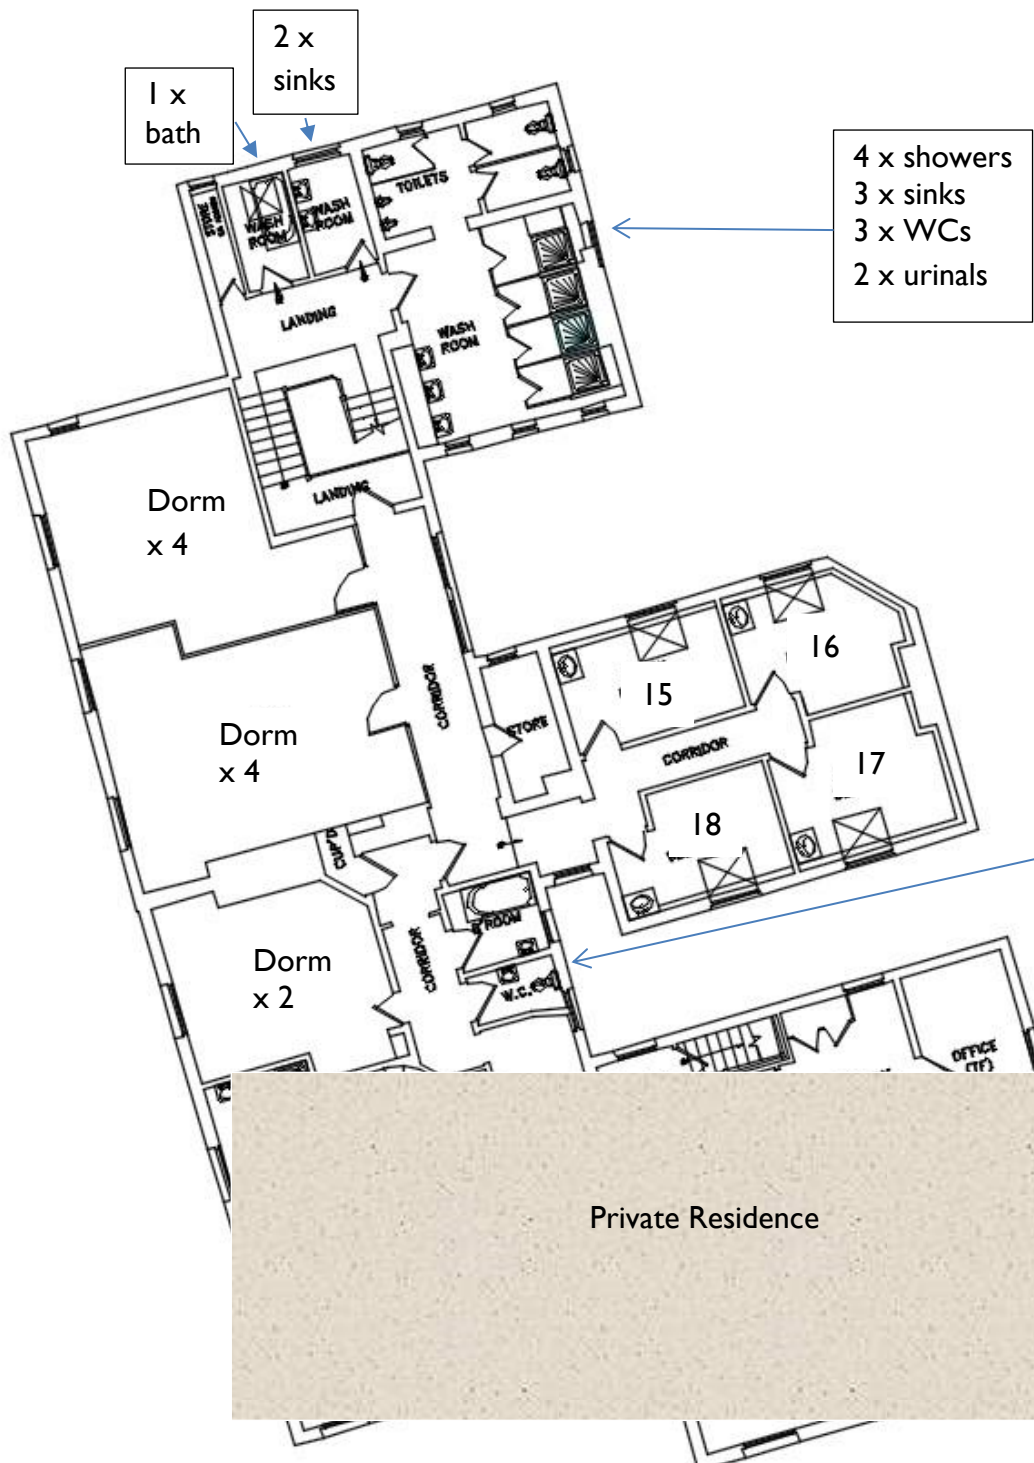 2 x
sinks
1 x
bath
4 x showers
3 x sinks
3 x WCs
2 x urinals
TOILETS
STORE
WASH
ROOM
WASH
ROOM
LANDING
WASH
ROOM
LANDING
Dorm
x 4
CORRIDOR
STORE
15
16
CORRIDOR
17
18
Dorm
x 4
CUP'D
CORRIDOR
ROOM
W.C.
Dorm
x 2
OFFICE
Private Residence